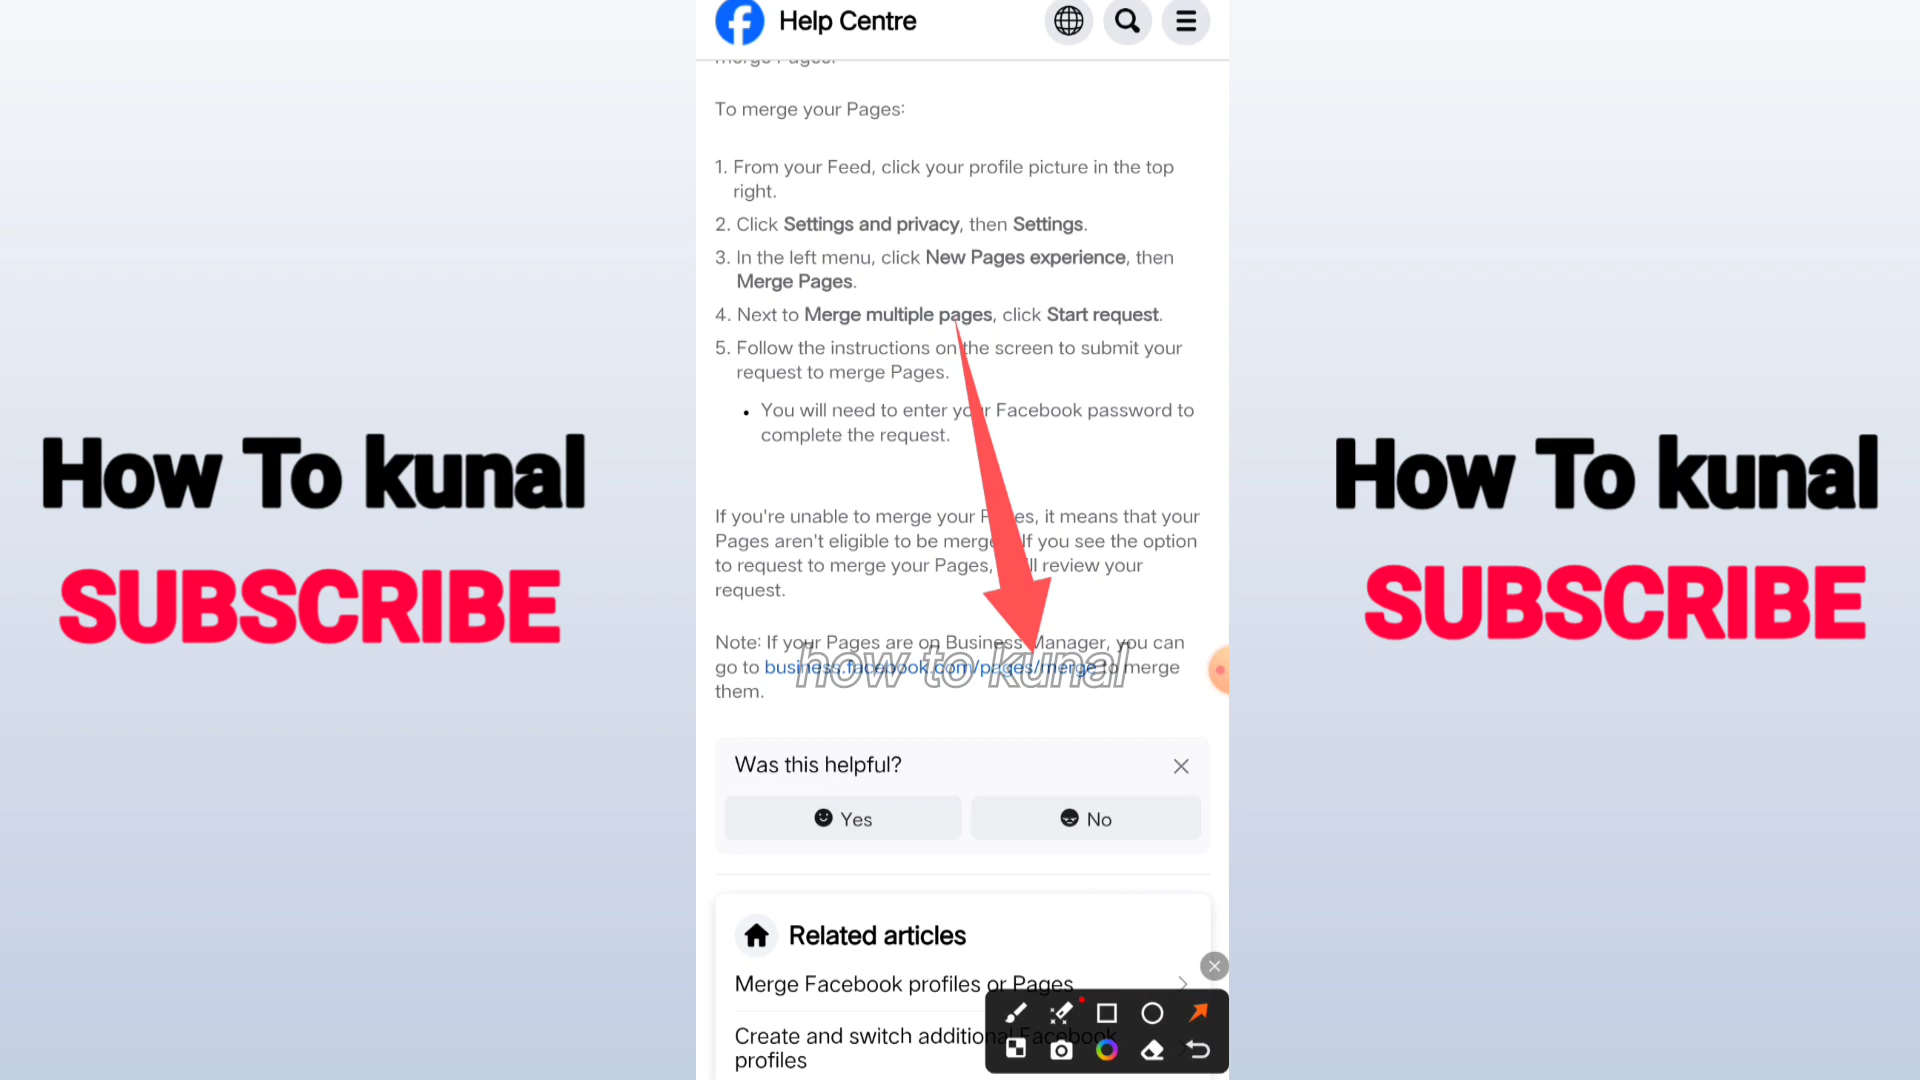 Help Centre
merge Pages.
To merge your Pages:
1. From your Feed, click your profile picture in the top
right.
2. Click Settings and privacy, then Settings.
3. In the left menu, click New Pages experience, then
Merge Pages.
4. Next to Merge multiple pages, click Start request.
5. Follow the instructions on the screen to submit your
request to merge Pages.
• You will need to enter your Facebook password to
complete the request.
If you're unable to merge your Pages, it means that your
Pages aren't eligible to be merged. If you see the option
to request to merge your Pages, we'll review your
request.
Note: If your Pages are on Business Manager, you can
go to business.facebook.com/pages/merge to merge
them.
how to kunal
Was this helpful?
Yes
No
Related articles
Merge Facebook profiles or Pages
Create and switch additional Facebook
profiles
How To kunal
SUBSCRIBE
How To kunal
SUBSCRIBE